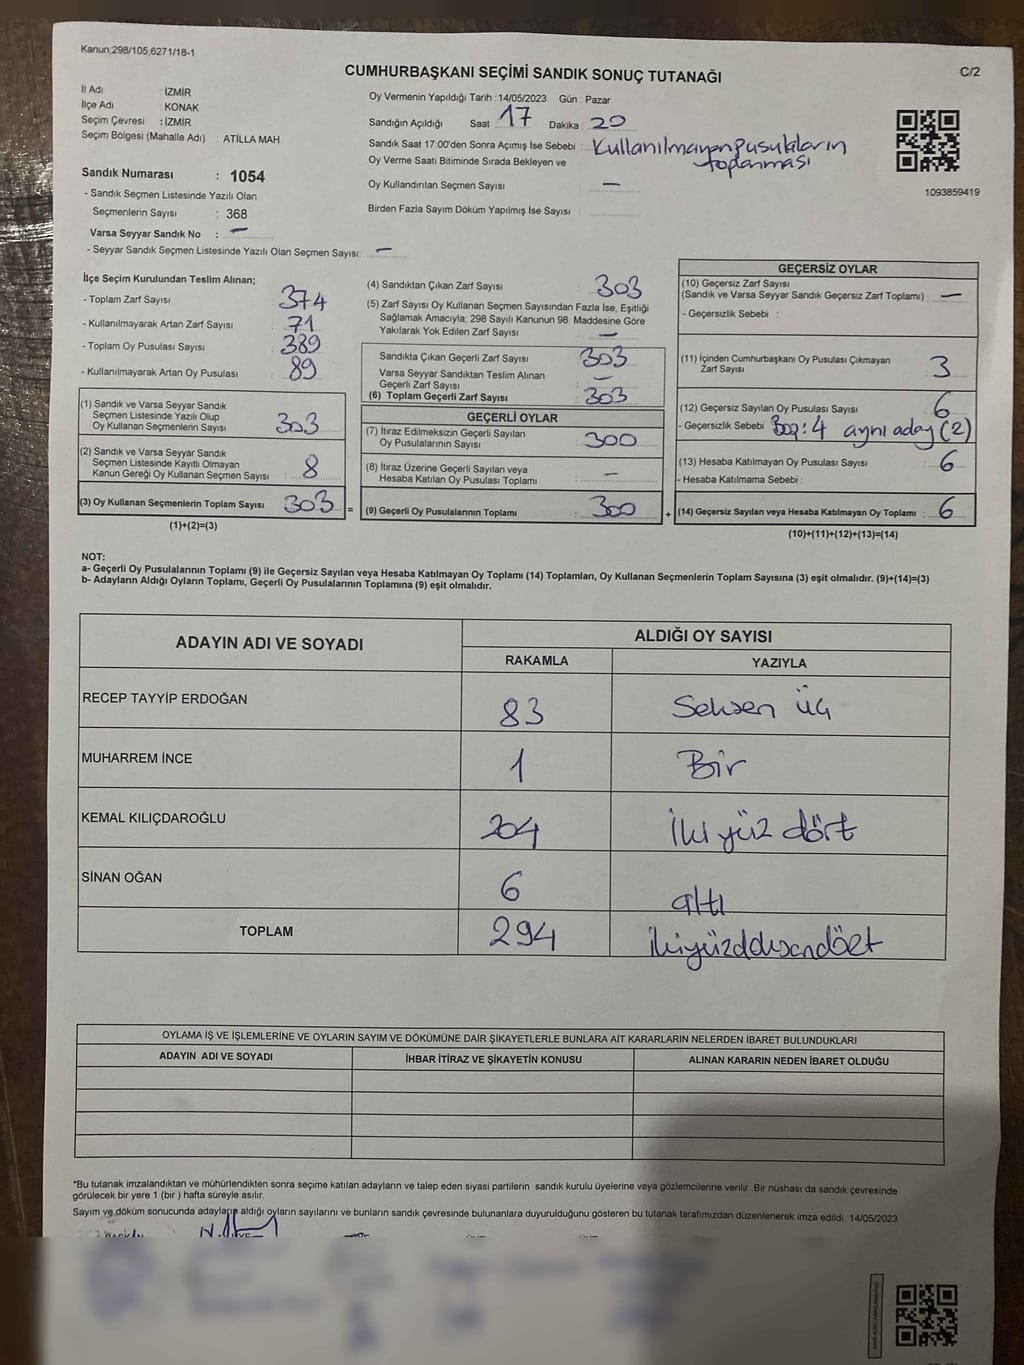 Kanun:298/105,6271/18-1
C/2
CUMHURBAŞKANI SEÇİMİ SANDIK SONUÇ TUTANAĞI
İl Adı : İZMİR
İlçe Adı : KONAK
Seçim Çevresi : İZMİR
Seçim Bölgesi (Mahalle Adı) : ATİLLA MAH.
Sandık Numarası : 1054
- Sandık Seçmen Listesinde Yazılı Olan
Seçmenlerin Sayısı : 368
Varsa Seyyar Sandık No : –
- Seyyar Sandık Seçmen Listesinde Yazılı Olan Seçmen Sayısı: –
Oy Vermenin Yapıldığı Tarih : 14/05/2023 Gün : Pazar
Sandığın Açıldığı Saat : 17 Dakika : 20
Sandık Saat 17:00'den Sonra Açımış İse Sebebi : Kullanılmayan pusulaların
toplanması
Oy Verme Saati Bitiminde Sırada Bekleyen ve
Oy Kullandırılan Seçmen Sayısı : –
Birden Fazla Sayım Döküm Yapılmış İse Sayısı :
1093859419
İlçe Seçim Kurulundan Teslim Alınan;
- Toplam Zarf Sayısı : 374
- Kullanılmayarak Artan Zarf Sayısı : 71
- Toplam Oy Pusulası Sayısı : 389
- Kullanılmayarak Artan Oy Pusulası : 89
(1) Sandık ve Varsa Seyyar Sandık
Seçmen Listesinde Yazılı Olup
Oy Kullanan Seçmenlerin Sayısı : 303
(2) Sandık ve Varsa Seyyar Sandık
Seçmen Listesinde Kayıtlı Olmayan
Kanun Gereği Oy Kullanan Seçmen Sayısı : 8
(3) Oy Kullanan Seçmenlerin Toplam Sayısı : 303 =
(1)+(2)=(3)
(4) Sandıktan Çıkan Zarf Sayısı : 303
(5) Zarf Sayısı Oy Kullanan Seçmen Sayısından Fazla İse, Eşitliği
Sağlamak Amacıyla; 298 Sayılı Kanunun 98. Maddesine Göre
Yakılarak Yok Edilen Zarf Sayısı : –
Sandıkta Çıkan Geçerli Zarf Sayısı : 303
Varsa Seyyar Sandıktan Teslim Alınan
Geçerli Zarf Sayısı : –
(6) Toplam Geçerli Zarf Sayısı : 303
GEÇERLİ OYLAR
(7) İtiraz Edilmeksizin Geçerli Sayılan
Oy Pusulalarının Sayısı : 300
(8) İtiraz Üzerine Geçerli Sayılan veya
Hesaba Katılan Oy Pusulası Toplamı : –
(9) Geçerli Oy Pusulalarının Toplamı : 300 +
GEÇERSİZ OYLAR
(10) Geçersiz Zarf Sayısı
(Sandık ve Varsa Seyyar Sandık Geçersiz Zarf Toplamı) : –
- Geçersizlik Sebebi :
(11) İçinden Cumhurbaşkanı Oy Pusulası Çıkmayan
Zarf Sayısı : 3
(12) Geçersiz Sayılan Oy Pusulası Sayısı : 6
- Geçersizlik Sebebi : 4 aynı aday (2)
(13) Hesaba Katılmayan Oy Pusulası Sayısı : 6
- Hesaba Katılmama Sebebi :
(14) Geçersiz Sayılan veya Hesaba Katılmayan Oy Toplamı : 6
(10)+(11)+(12)+(13)=(14)
NOT:
a- Geçerli Oy Pusulalarının Toplamı (9) ile Geçersiz Sayılan veya Hesaba Katılmayan Oy Toplamı (14) Toplamları, Oy Kullanan Seçmenlerin Toplam Sayısına (3) eşit olmalıdır. (9)+(14)=(3)
b- Adayların Aldığı Oyların Toplamı, Geçerli Oy Pusulalarının Toplamına (9) eşit olmalıdır.
ADAYIN ADI VE SOYADI
ALDIĞI OY SAYISI
RAKAMLA YAZIYLA
RECEP TAYYİP ERDOĞAN 83 Seksen üç
MUHARREM İNCE 1 Bir
KEMAL KILIÇDAROĞLU 204 İki yüz dört
SİNAN OĞAN 6 altı
TOPLAM 294
OYLAMA İŞ VE İŞLEMLERİNE VE OYLARIN SAYIM VE DÖKÜMÜNE DAİR ŞİKAYETLERLE BUNLARA AİT KARARLARIN NELERDEN İBARET BULUNDUKLARI
ADAYIN ADI VE SOYADI İHBAR İTİRAZ VE ŞİKAYETİN KONUSU ALINAN KARARIN NEDEN İBARET OLDUĞU
*Bu tutanak imzalandıktan ve mühürlendikten sonra seçime katılan adayların ve talep eden siyasi partilerin sandık kurulu üyelerine veya gözlemcilerine verilir. Bir nüshası da sandık çevresinde
görülecek bir yere 1 (bir ) hafta süreyle asılır.
Sayım ve döküm sonucunda adayların aldığı oyların sayılarını ve bunların sandık çevresinde bulunanlara duyurulduğunu gösteren bu tutanak tarafımızdan düzenlenerek imza edildi. 14/05/2023